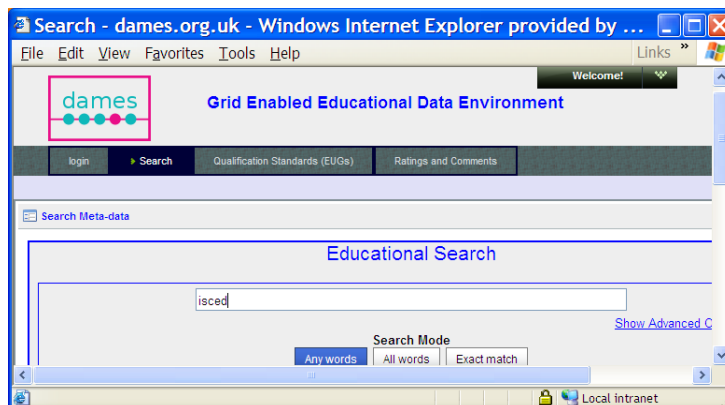 Search - dames.org.uk - Windows Internet Explorer provided by ...
File Edit View Favorites Tools Help Links »
Welcome!
dames
Grid Enabled Educational Data Environment
login Search Qualification Standards (EUGs) Ratings and Comments
Search Meta-data
Educational Search
isced
Show Advanced O
Search Mode
Any words All words Exact match
Local intranet